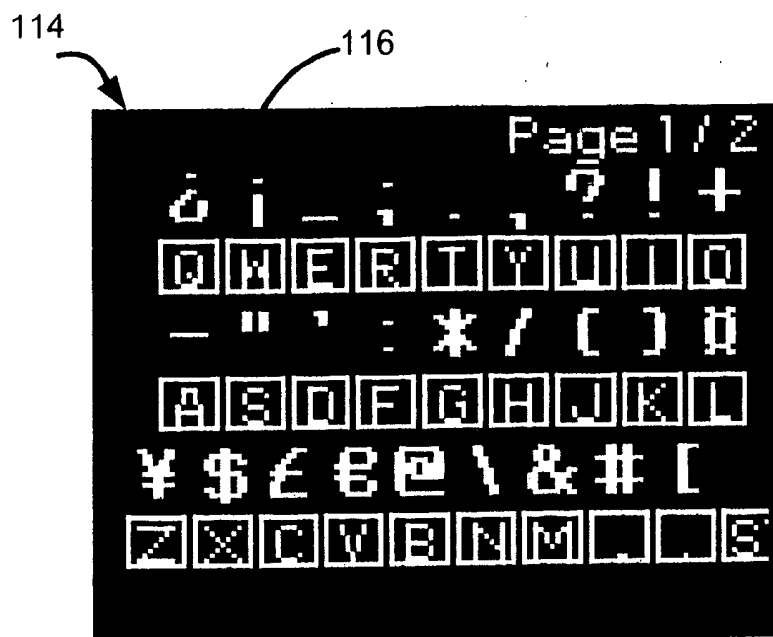 114
116
Page 1/2
¿ ¡ _ ; . , ? ! +
Q W E R T Y U I O
- " ' : * / ( ) ¤
A S D F G H J K L
¥ $ £ € @ \ & # [
Z X C V B N M . . S